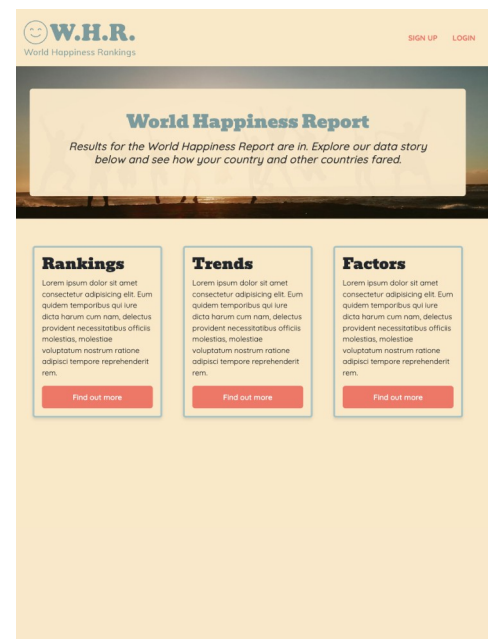 W.H.R.
World Happiness Rankings
SIGN UP LOGIN
World Happiness Report
Results for the World Happiness Report are in. Explore our data story
below and see how your country and other countries fared.
Rankings
Lorem ipsum dolor sit amet
consectetur adipisicing elit. Eum
quidem temporibus qui iure
dicta harum cum nam, delectus
provident necessitatibus officiis
molestias, molestiae
voluptatum nostrum ratione
adipisci tempore reprehenderit
rem.
Find out more
Trends
Lorem ipsum dolor sit amet
consectetur adipisicing elit. Eum
quidem temporibus qui iure
dicta harum cum nam, delectus
provident necessitatibus officiis
molestias, molestiae
voluptatum nostrum ratione
adipisci tempore reprehenderit
rem.
Find out more
Factors
Lorem ipsum dolor sit amet
consectetur adipisicing elit. Eum
quidem temporibus qui iure
dicta harum cum nam, delectus
provident necessitatibus officiis
molestias, molestiae
voluptatum nostrum ratione
adipisci tempore reprehenderit
rem.
Find out more